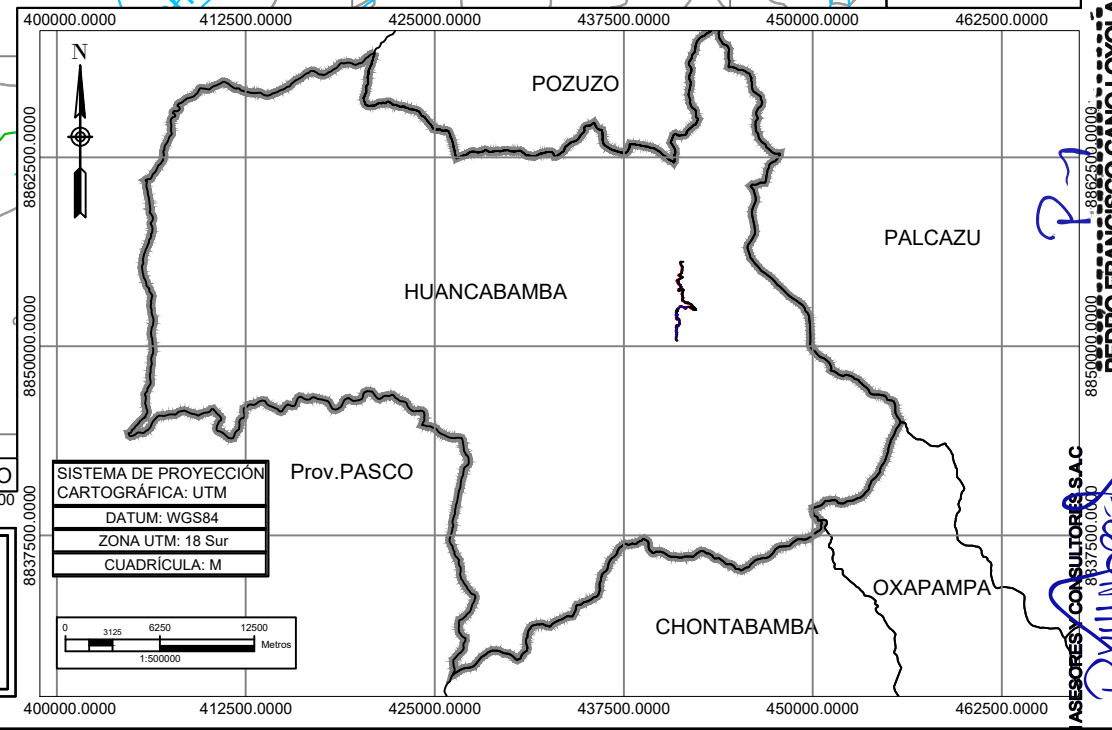 400000.0000 412500.0000 425000.0000 437500.0000 450000.0000 462500.0000
N
POZUZO
8862500.0000
8862500.0000
PALCAZU
HUANCABAMBA
8850000.0000
8850000.0000
Prov.PASCO
SISTEMA DE PROYECCIÓN
CARTOGRÁFICA: UTM
DATUM: WGS84
ZONA UTM: 18 Sur
CUADRÍCULA: M
8837500.0000
8837500.0000
OXAPAMPA
CHONTABAMBA
0 3125 6250 12500
Metros
1:500000
400000.0000 412500.0000 425000.0000 437500.0000 450000.0000 462500.0000
O
00
ASESORES Y CONSULTORES S.A.C